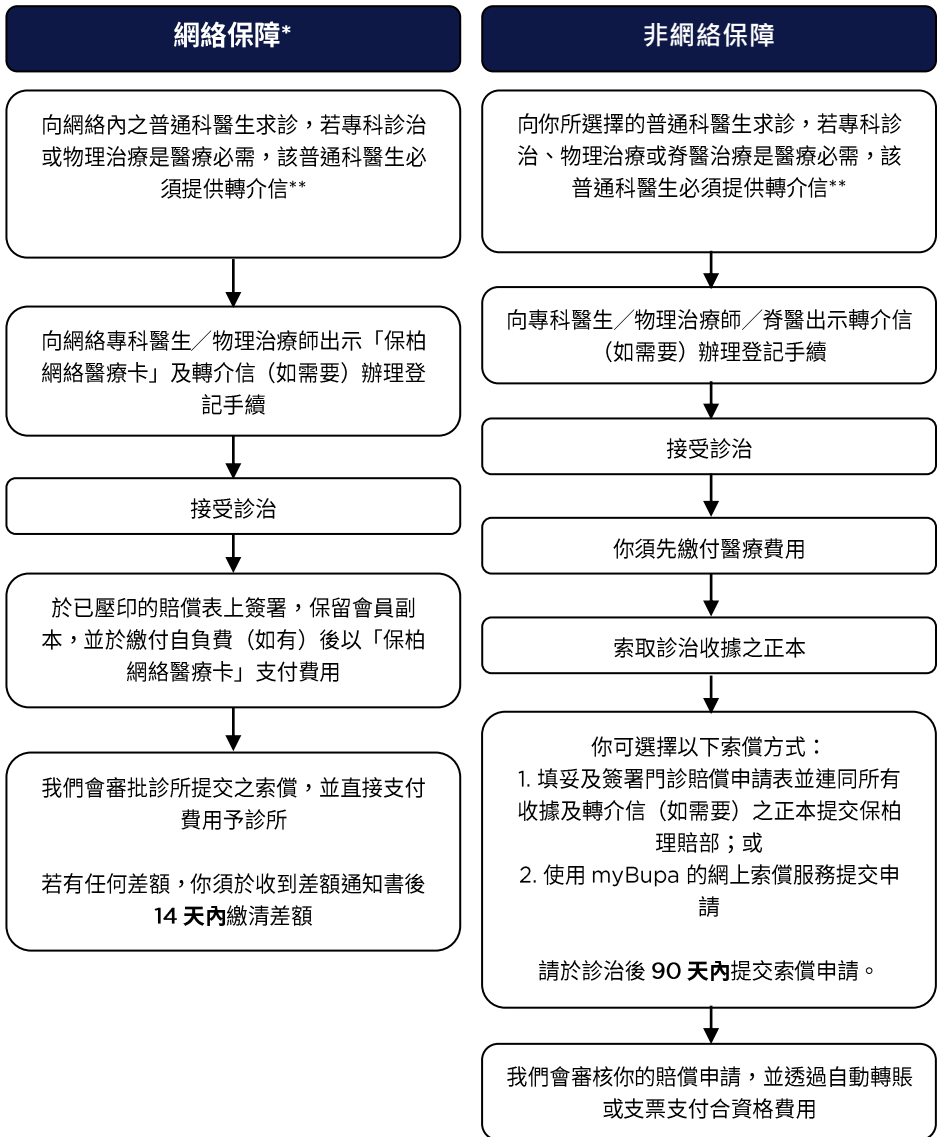 網絡保障*
向網絡內之普通科醫生求診，若專科診治
或物理治療是醫療必需，該普通科醫生必
須提供轉介信**
向網絡專科醫生／物理治療師出示「保柏
網絡醫療卡」及轉介信（如需要）辦理登
記手續
接受診治
於已壓印的賠償表上簽署，保留會員副
本，並於繳付自負費（如有）後以「保柏
網絡醫療卡」支付費用
我們會審批診所提交之索償，並直接支付
費用予診所
若有任何差額，你須於收到差額通知書後
14 天內繳清差額
非網絡保障
向你所選擇的普通科醫生求診，若專科診
治、物理治療或脊醫治療是醫療必需，該
普通科醫生必須提供轉介信**
向專科醫生／物理治療師／脊醫出示轉介信
（如需要）辦理登記手續
接受診治
你須先繳付醫療費用
索取診治收據之正本
你可選擇以下索償方式：
1. 填妥及簽署門診賠償申請表並連同所有
收據及轉介信（如需要）之正本提交保柏
理賠部；或
2. 使用 myBupa 的網上索償服務提交申
請
請於診治後 90 天內提交索償申請。
我們會審核你的賠償申請，並透過自動轉賬
或支票支付合資格費用